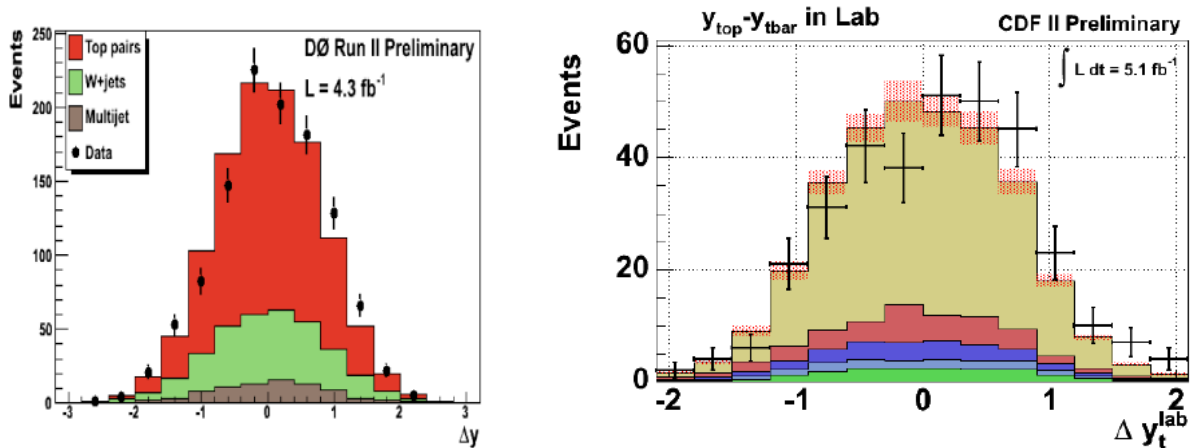 DØ Run II Preliminary
L = 4.3 fb⁻¹
Top pairs
W+jets
Multijet
Data
Events
250
200
150
100
50
0
-3 -2 -1 0 1 2 3
Δy
y_top-y_tbar in Lab
CDF II Preliminary
∫ L dt = 5.1 fb⁻¹
Events
60
40
20
0
-2 -1 0 1 2
Δ y_t^lab